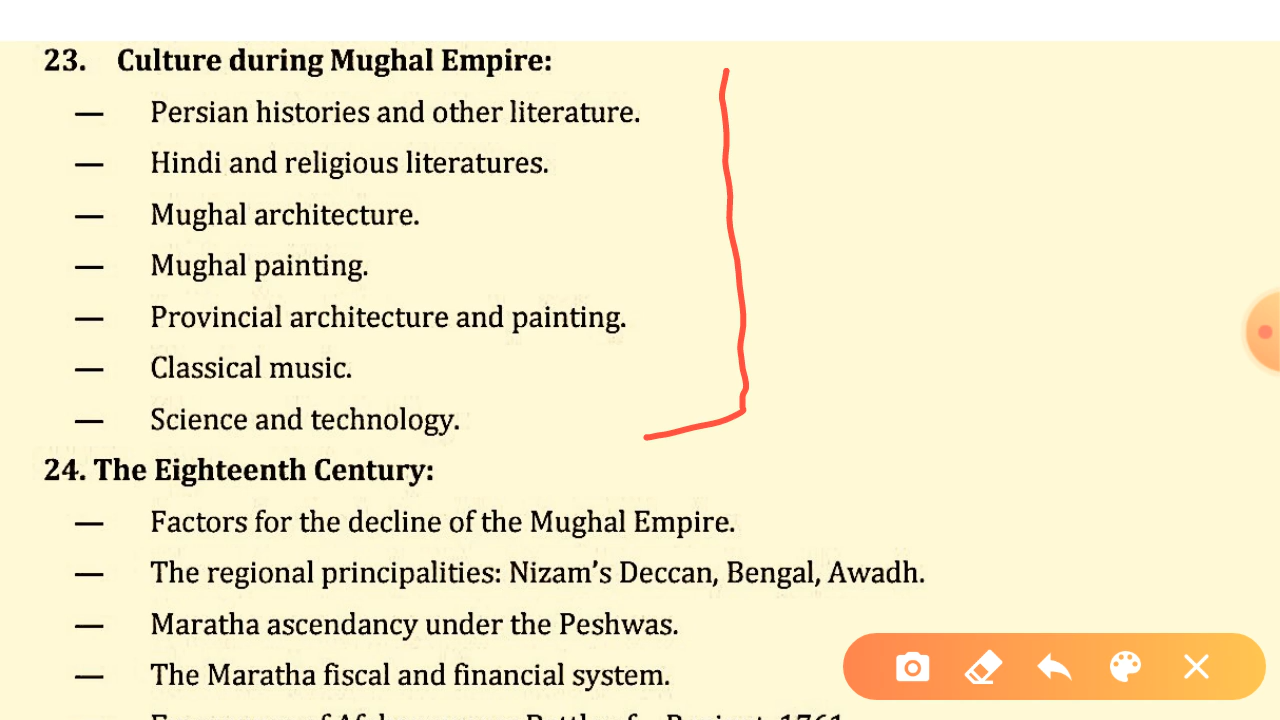 23. Culture during Mughal Empire:
— Persian histories and other literature.
— Hindi and religious literatures.
— Mughal architecture.
— Mughal painting.
— Provincial architecture and painting.
— Classical music.
— Science and technology.
24. The Eighteenth Century:
— Factors for the decline of the Mughal Empire.
— The regional principalities: Nizam's Deccan, Bengal, Awadh.
— Maratha ascendancy under the Peshwas.
— The Maratha fiscal and financial system.